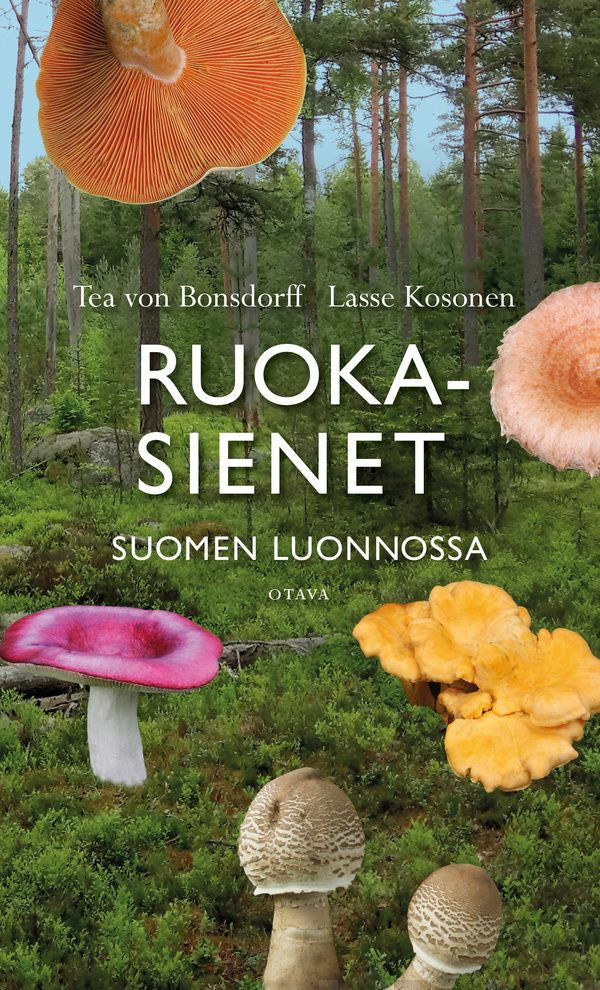 Tea von Bonsdorff Lasse Kosonen
RUOKA-
SIENET
SUOMEN LUONNOSSA
OTAVA